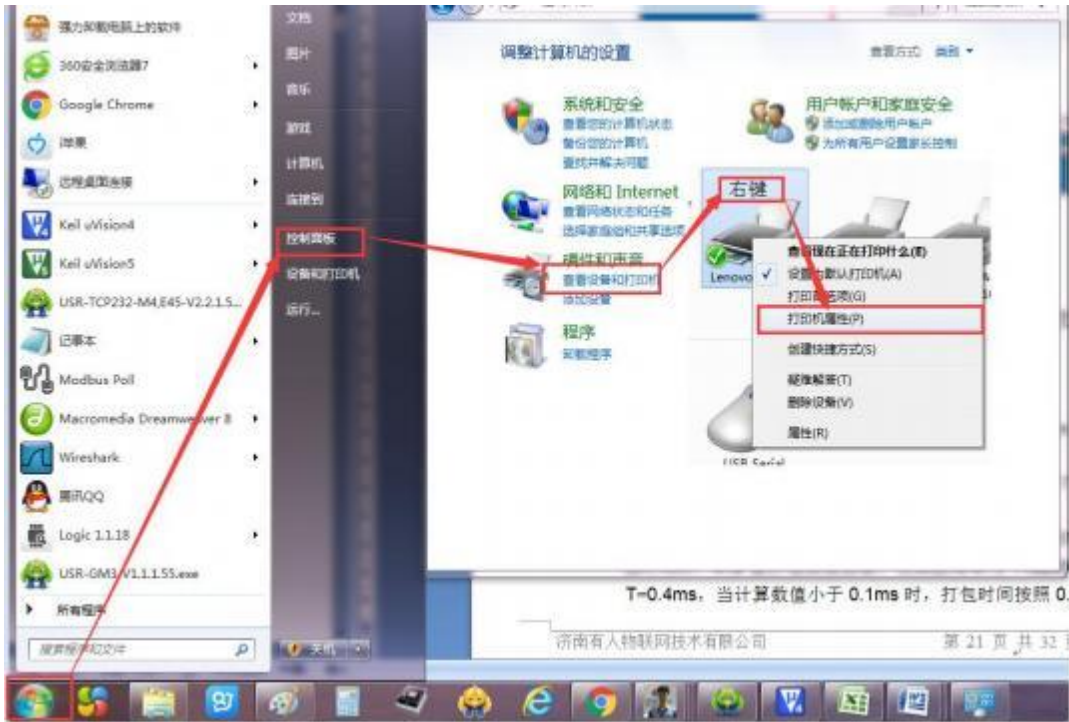 强力卸载电脑上的软件
360安全浏览器7
Google Chrome
洋葱
远程桌面连接
Keil uVision4
Keil uVision5
USR-TCP232-M4,E45-V2.2.1.5...
记事本
Modbus Poll
Macromedia Dreamweaver 8
Wireshark
腾讯QQ
Logic 1.1.18
USR-GM3-V1.1.1.55.exe
所有程序
搜索程序和文件
文档
图片
音乐
游戏
计算机
连接到
控制面板
设备和打印机
运行...
关机
调整计算机的设置
查看方式: 类别
系统和安全
查看您的计算机状态
备份您的计算机
查找并解决问题
网络和 Internet
查看网络状态和任务
选择家庭组和共享选项
硬件和声音
查看设备和打印机
添加设备
程序
卸载程序
用户帐户和家庭安全
添加或删除用户帐户
为所有用户设置家长控制
右键
Lenovo
查看现在正在打印什么(E)
设置为默认打印机(A)
打印首选项(G)
打印机属性(P)
创建快捷方式(S)
疑难解答(T)
删除设备(V)
属性(R)
USB Serial
T=0.4ms。当计算数值小于 0.1ms 时，打包时间按照 0.
济南有人物联网技术有限公司
第 21 页 共 32